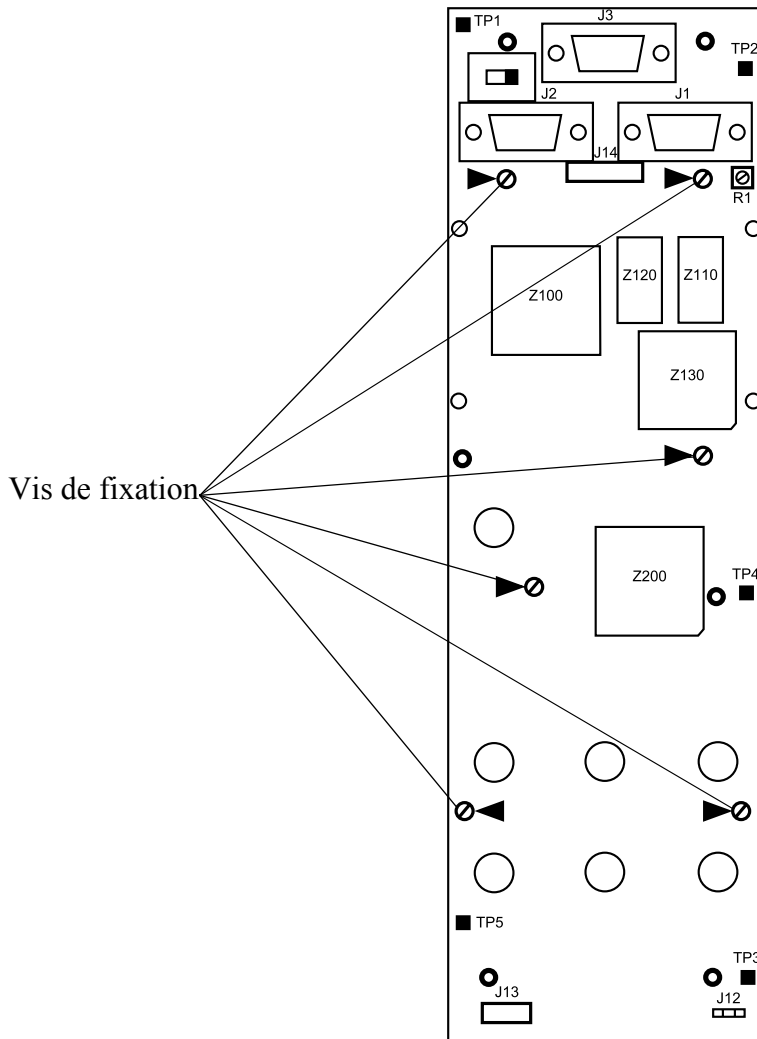 TP1
J3
TP2
J2
J1
J14
R1
Z100
Z120
Z110
Z130
Vis de fixation
Z200
TP4
TP5
TP3
J13
J12